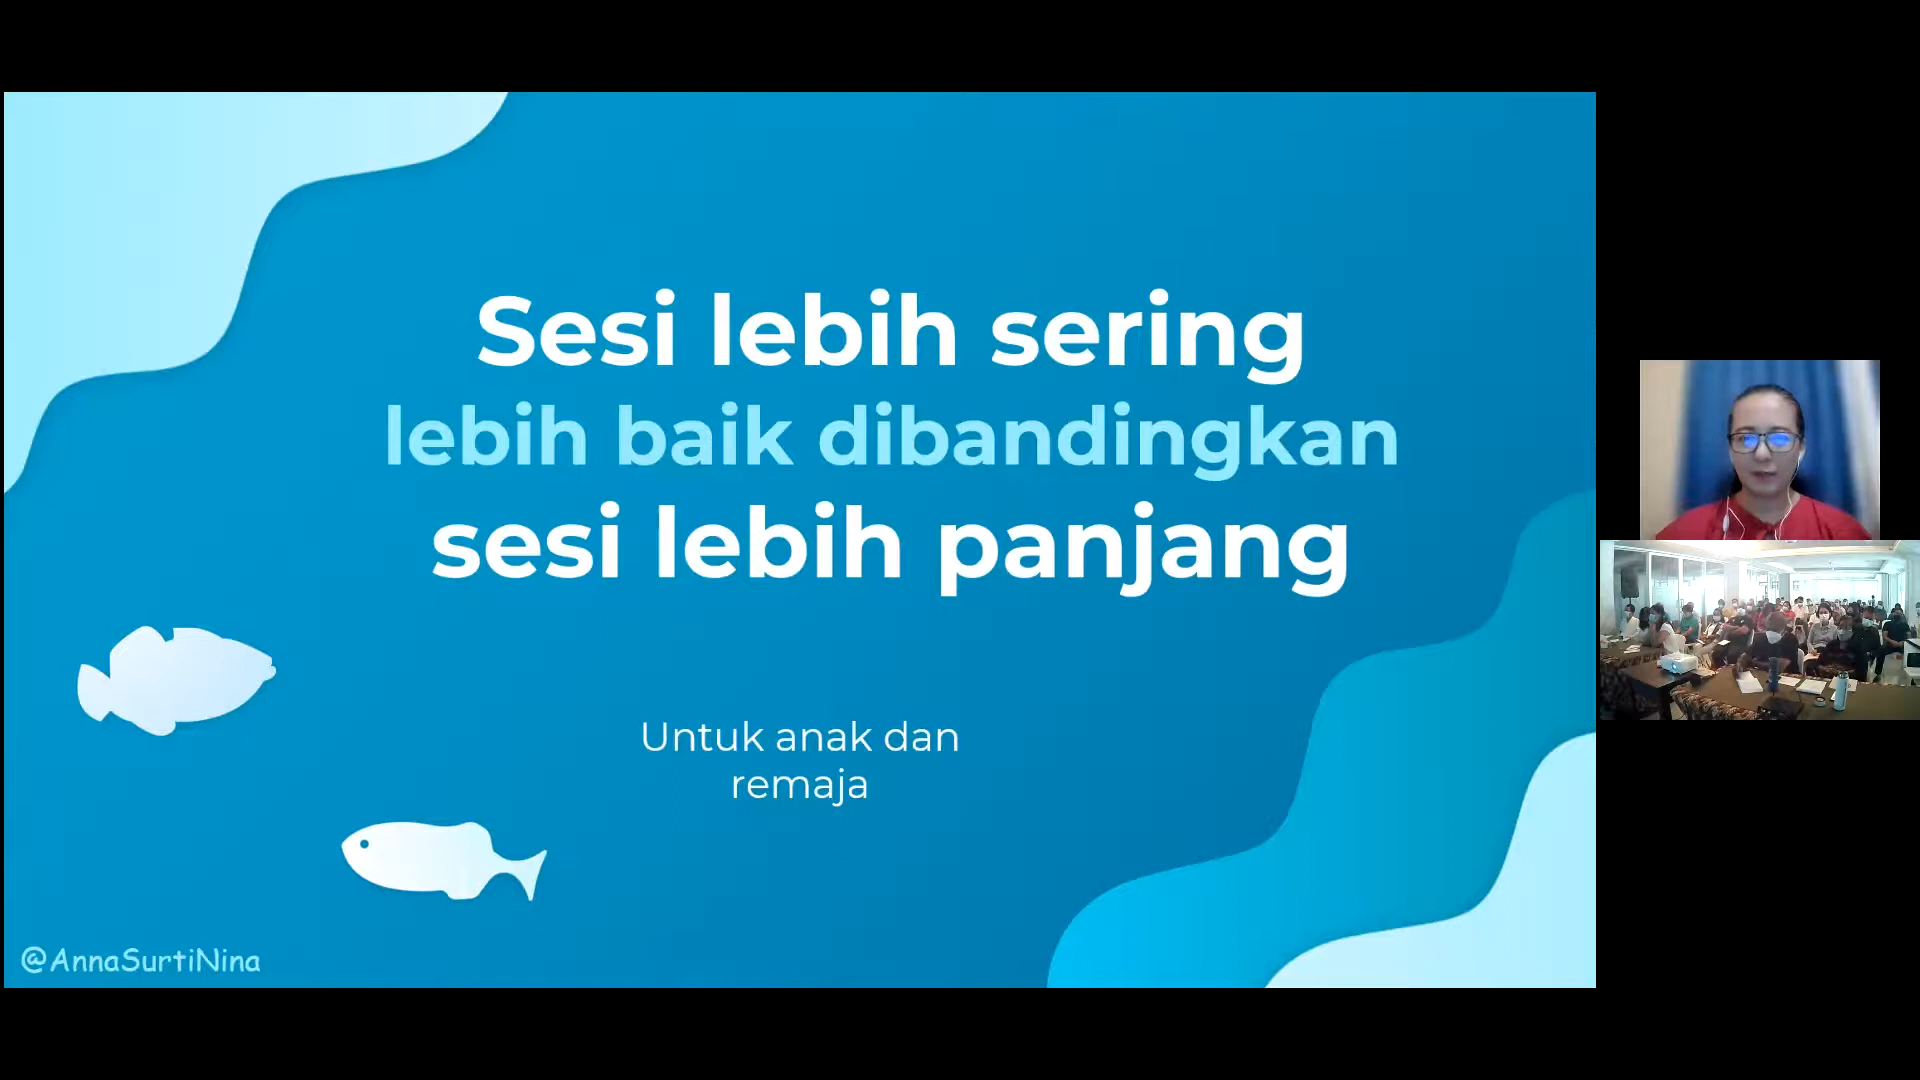 Sesi lebih sering
lebih baik dibandingkan
sesi lebih panjang
Untuk anak dan
remaja
@AnnaSurtiNina